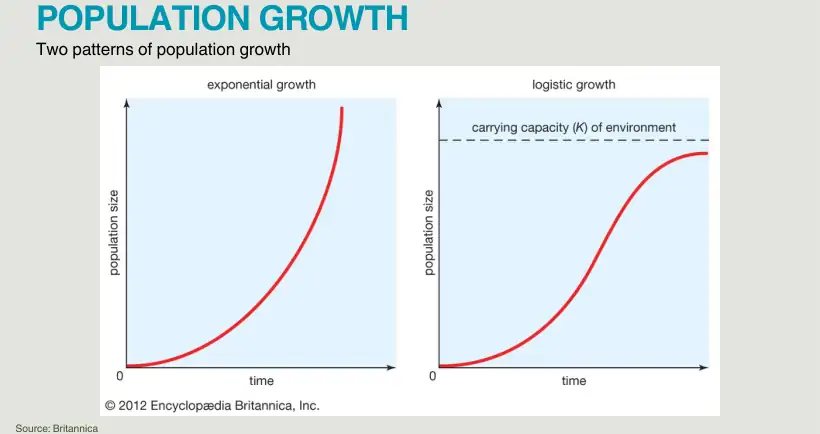 POPULATION GROWTH
Two patterns of population growth
exponential growth
population size
0
time
logistic growth
carrying capacity (K) of environment
population size
0
time
© 2012 Encyclopædia Britannica, Inc.
Source: Britannica